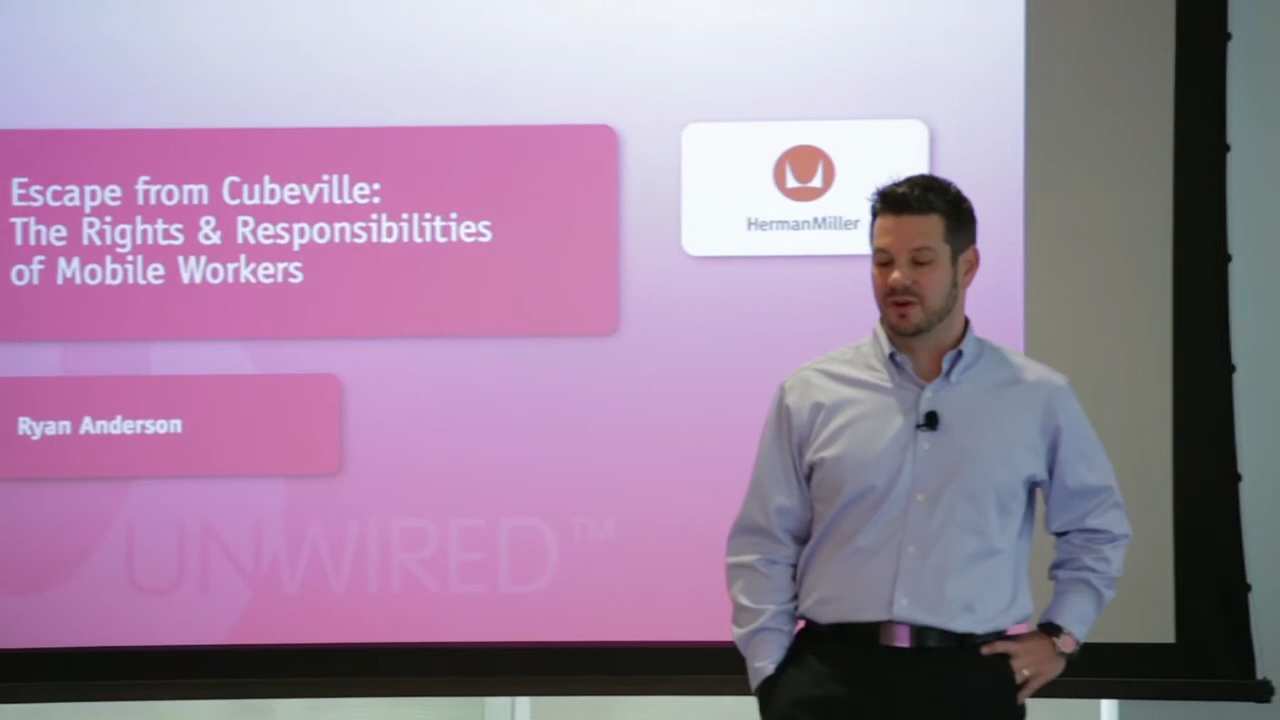 Escape from Cubeville:
The Rights & Responsibilities
of Mobile Workers
HermanMiller
Ryan Anderson
UNWIRED™